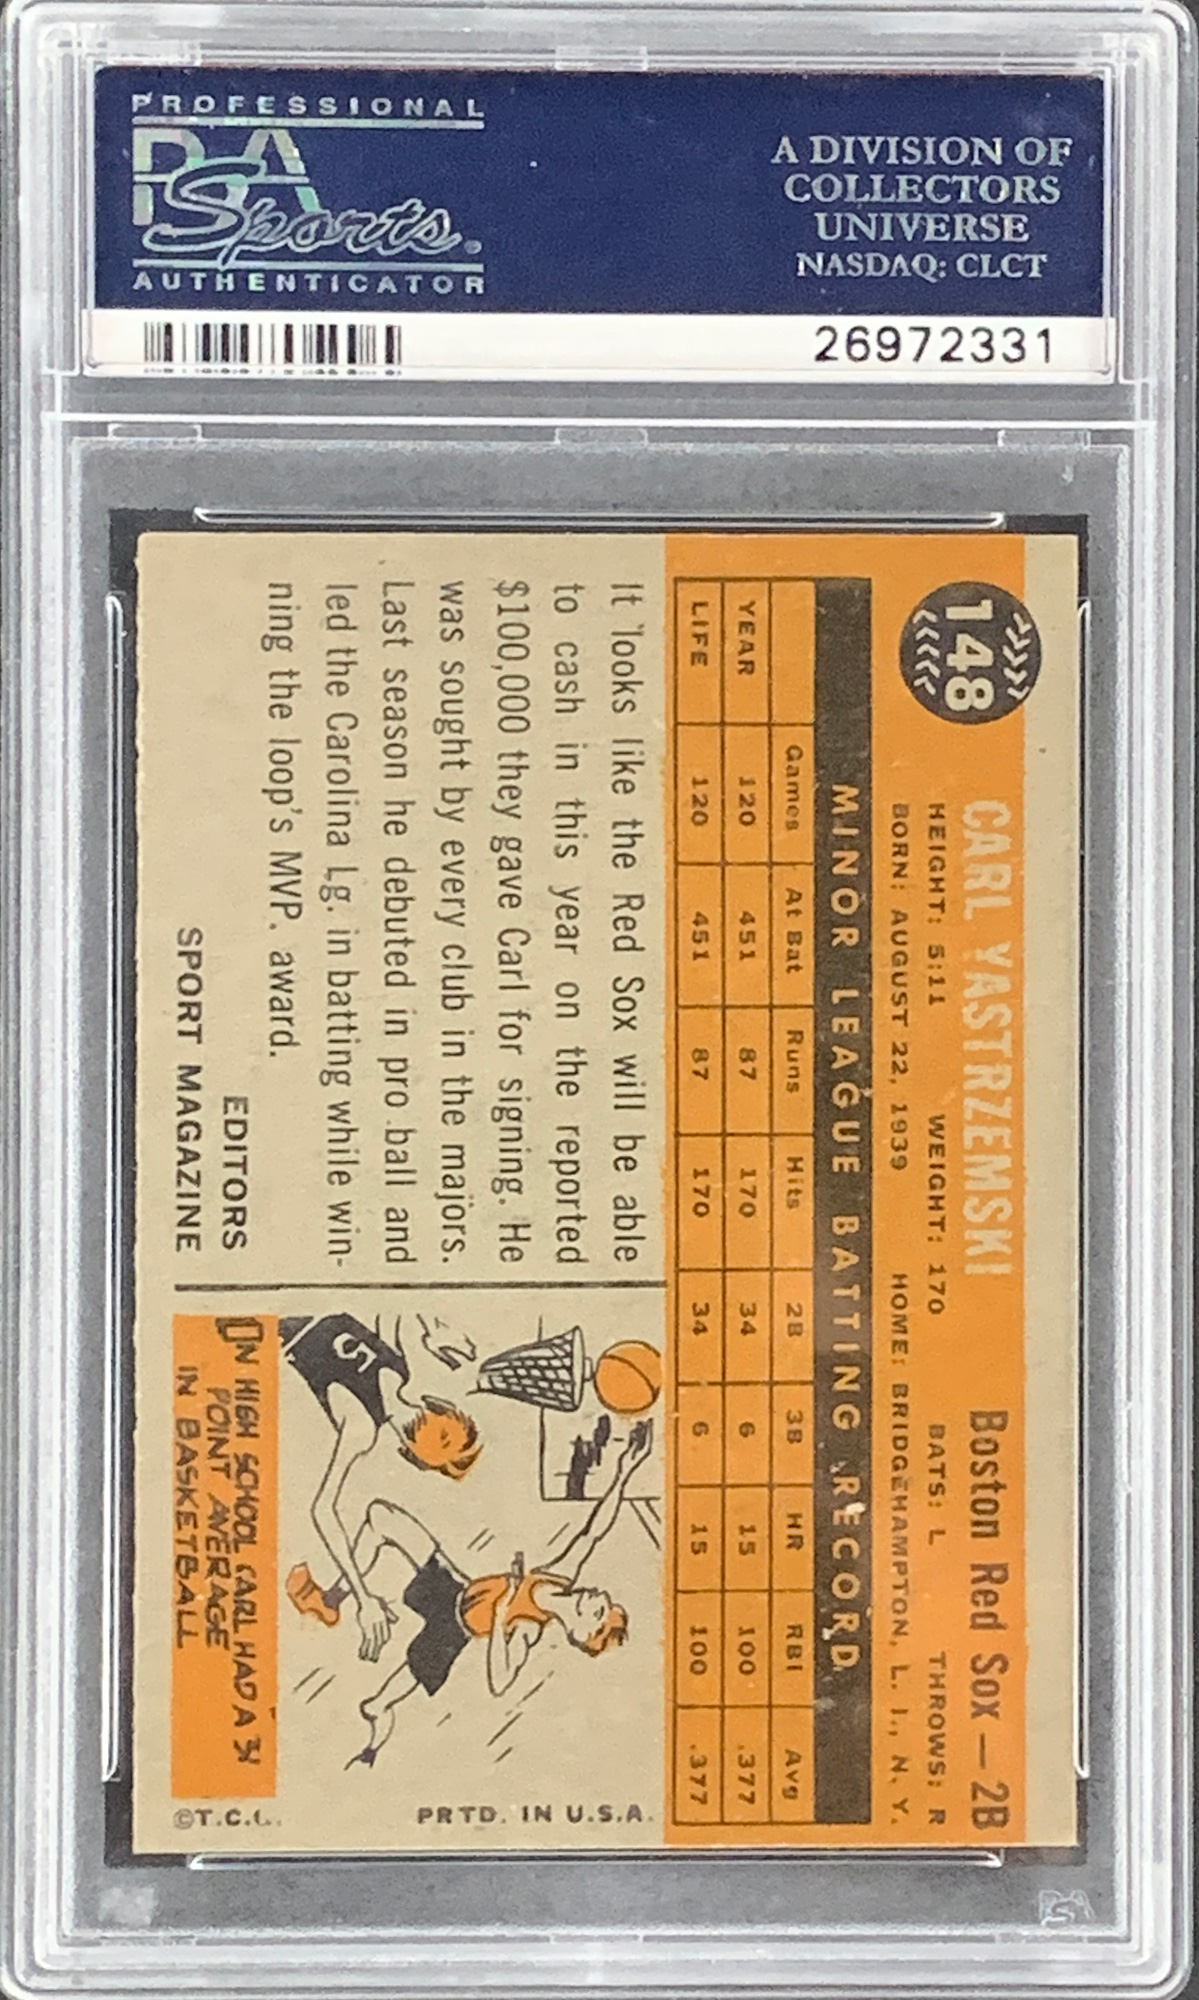 PROFESSIONAL
PSA
Sports.
AUTHENTICATOR
A DIVISION OF
COLLECTORS
UNIVERSE
NASDAQ: CLCT
26972331
148
CARL YASTRZEMSKI
Boston Red Sox — 2B
HEIGHT: 5:11 WEIGHT: 170 BATS: L THROWS: R
BORN: AUGUST 22, 1939 HOME: BRIDGEHAMPTON, L. I., N. Y.
MINOR LEAGUE BATTING RECORD
Games At Bat Runs Hits 2B 3B HR RBI Avg
YEAR 120 451 87 170 34 6 15 100 .377
LIFE 120 451 87 170 34 6 15 100 .377
It looks like the Red Sox will be able
to cash in this year on the reported
$100,000 they gave Carl for signing. He
was sought by every club in the majors.
Last season he debuted in pro ball and
led the Carolina Lg. in batting while win-
ning the loop's MVP. award.
EDITORS
SPORT MAGAZINE
5
IN HIGH SCHOOL CARL HAD A 31
POINT AVERAGE
IN BASKETBALL
PRTD. IN U.S.A.
©T.C.G.